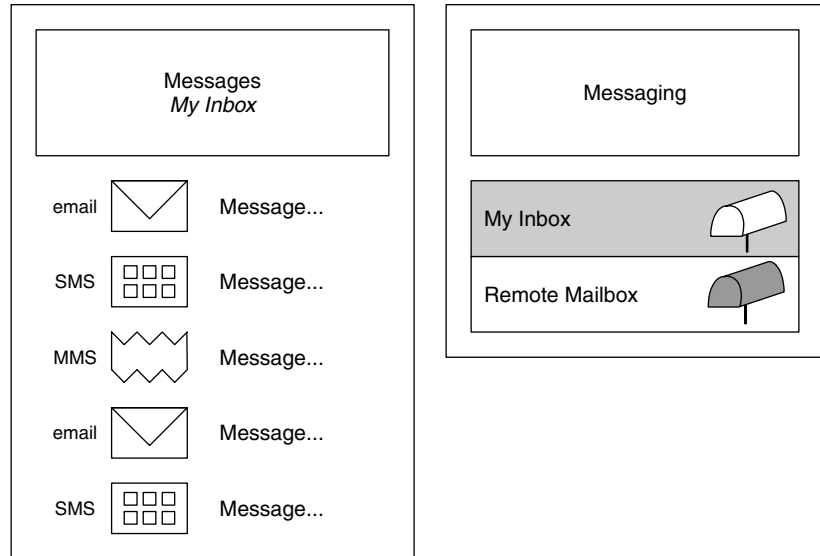 Messages
My Inbox
email Message...
SMS Message...
MMS Message...
email Message...
SMS Message...
Messaging
My Inbox
Remote Mailbox